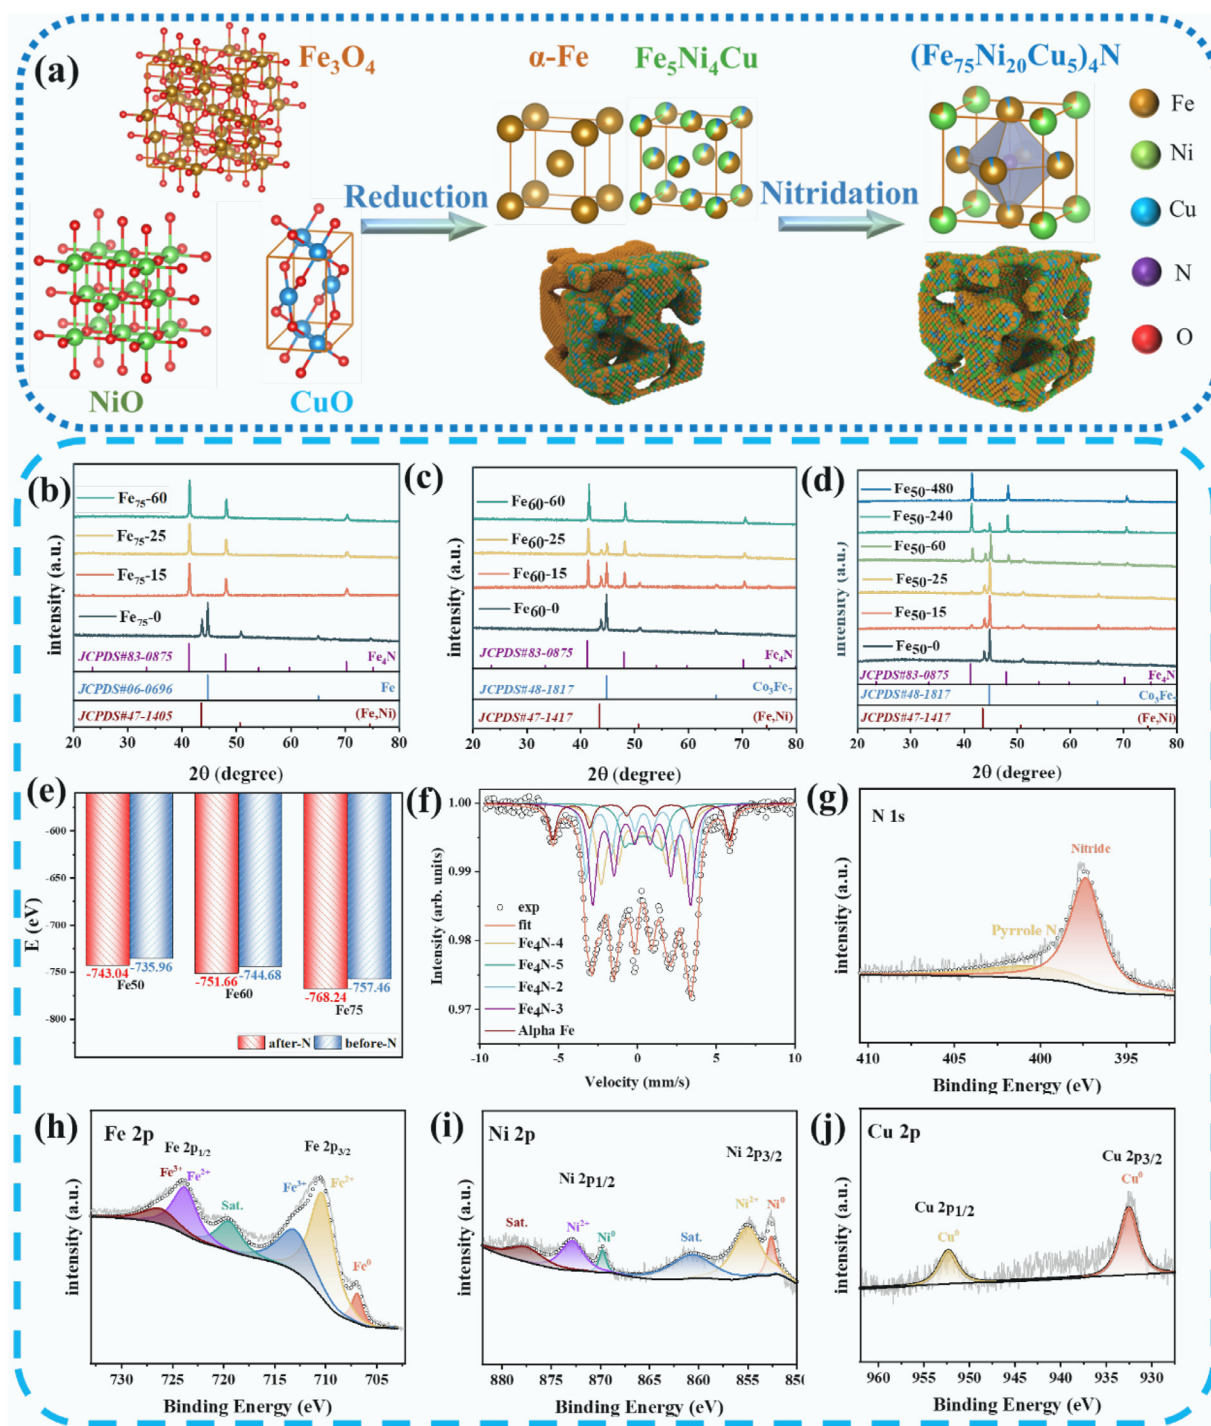 (a)
Fe3O4
α-Fe
Fe5Ni4Cu
(Fe75Ni20Cu5)4N
Fe
Ni
Cu
N
O
Reduction
Nitridation
NiO
CuO
(b)
Fe75-60
Fe75-25
Fe75-15
Fe75-0
JCPDS#83-0875
Fe4N
JCPDS#06-0696
Fe
JCPDS#47-1405
(Fe,Ni)
20 30 40 50 60 70 80
2θ (degree)
intensity (a.u.)
(c)
Fe60-60
Fe60-25
Fe60-15
Fe60-0
JCPDS#83-0875
Fe4N
JCPDS#48-1817
Co3Fe7
JCPDS#47-1417
(Fe,Ni)
20 30 40 50 60 70 80
2θ (degree)
intensity (a.u.)
(d)
Fe50-480
Fe50-240
Fe50-60
Fe50-25
Fe50-15
Fe50-0
JCPDS#83-0875
Fe4N
JCPDS#48-1817
Co3Fe7
JCPDS#47-1417
(Fe,Ni)
20 30 40 50 60 70 80
2θ (degree)
intensity (a.u.)
(e)
E (eV)
-600
-650
-700
-750
-800
-743.04
-735.96
Fe50
-751.66
-744.68
Fe60
-768.24
-757.46
Fe75
after-N
before-N
(f)
Intensity (arb. units)
1.00
0.99
0.98
0.97
exp
fit
Fe4N-4
Fe4N-5
Fe4N-2
Fe4N-3
Alpha Fe
-10 -5 0 5 10
Velocity (mm/s)
(g)
N 1s
Nitride
Pyrrole N
intensity (a.u.)
410 405 400 395
Binding Energy (eV)
(h)
Fe 2p
Fe 2p1/2
Fe 2p3/2
Fe3+
Fe2+
Sat.
Fe3+
Fe2+
Fe0
intensity (a.u.)
730 725 720 715 710 705
Binding Energy (eV)
(i)
Ni 2p
Ni 2p1/2
Ni 2p3/2
Sat.
Ni2+
Ni0
Sat.
Ni2+
Ni0
intensity (a.u.)
880 875 870 865 860 855 850
Binding Energy (eV)
(j)
Cu 2p
Cu 2p3/2
Cu0
Cu 2p1/2
Cu0
intensity (a.u.)
960 955 950 945 940 935 930
Binding Energy (eV)